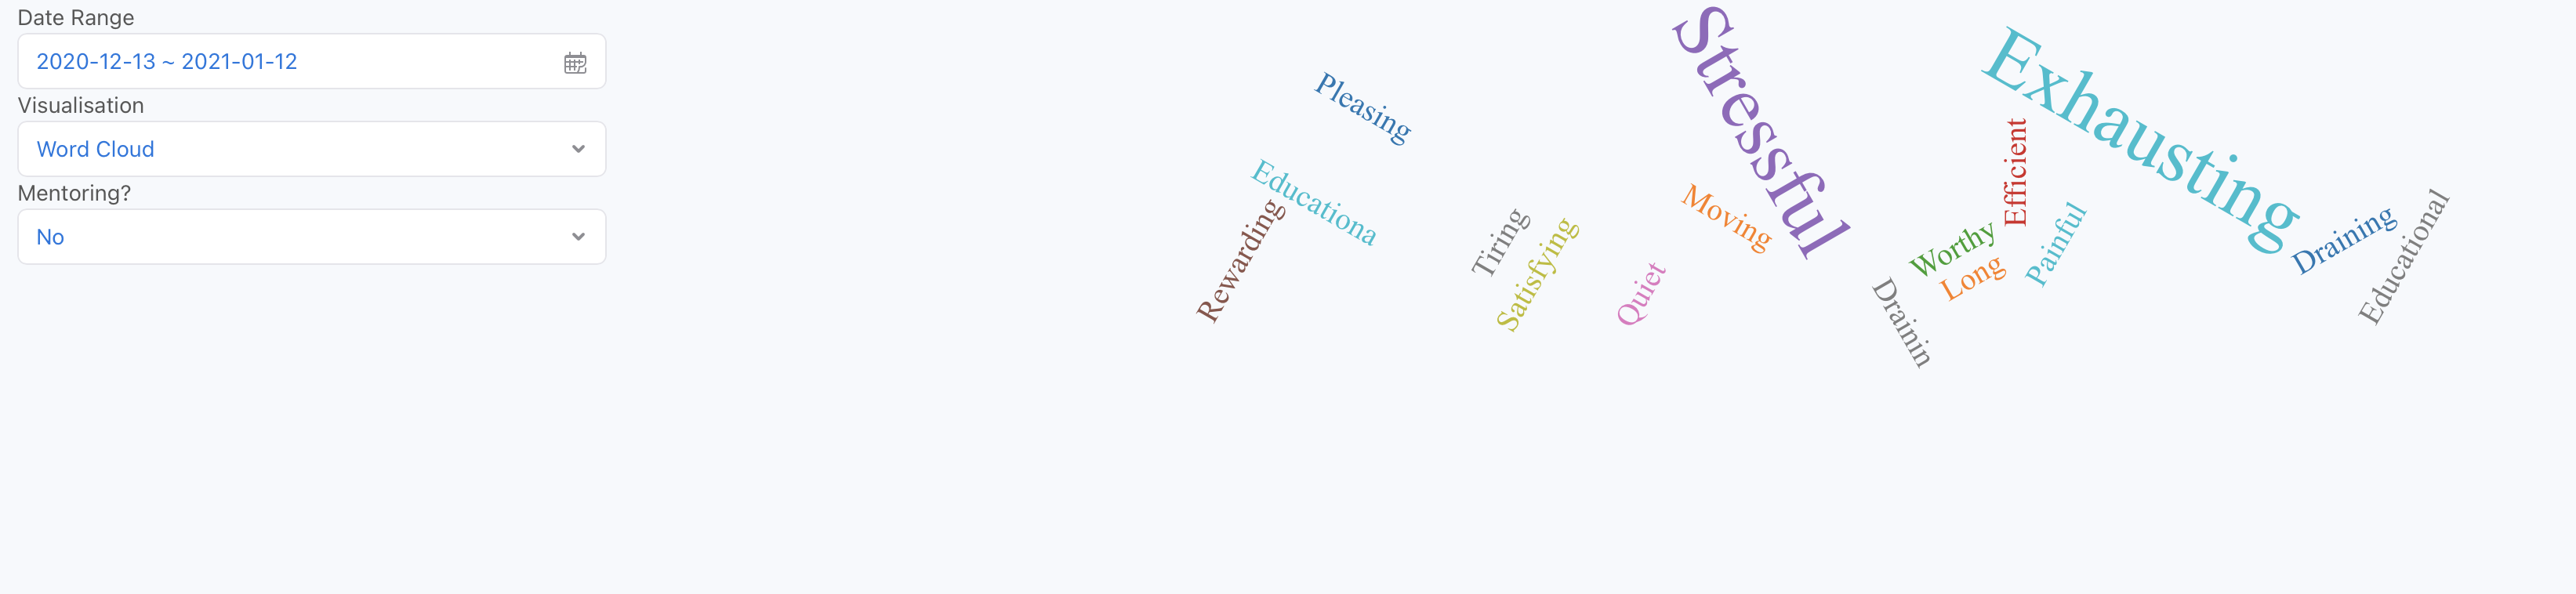 Date Range
2020-12-13 ~ 2021-01-12
Visualisation
Word Cloud
Mentoring?
No
Stressful
Exhausting
Pleasing
Efficient
Educationa
Moving
Rewarding
Tiring
Satisfying
Quiet
Worthy
Long
Painful
Draining
Educational
Drainin